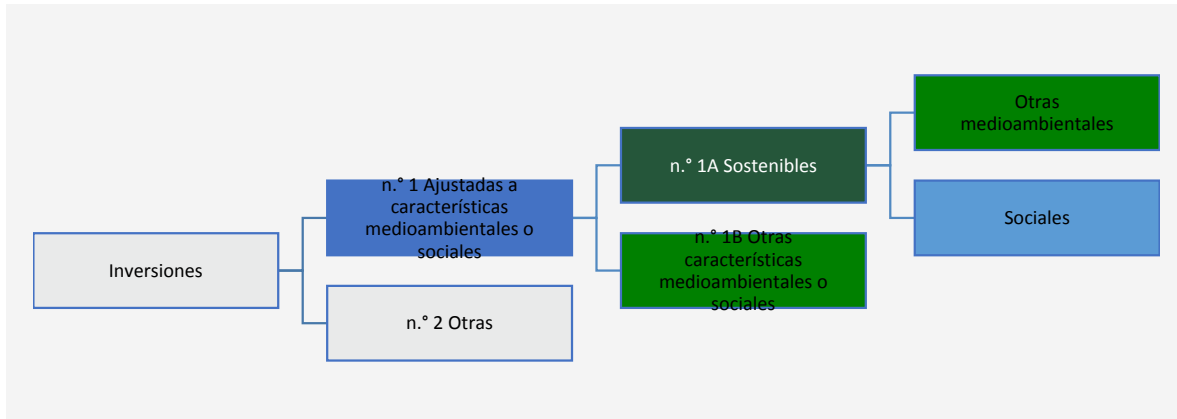 Inversiones
n.° 1 Ajustadas a
características
medioambientales o
sociales
n.° 2 Otras
n.° 1A Sostenibles
n.° 1B Otras
características
medioambientales o
sociales
Otras
medioambientales
Sociales